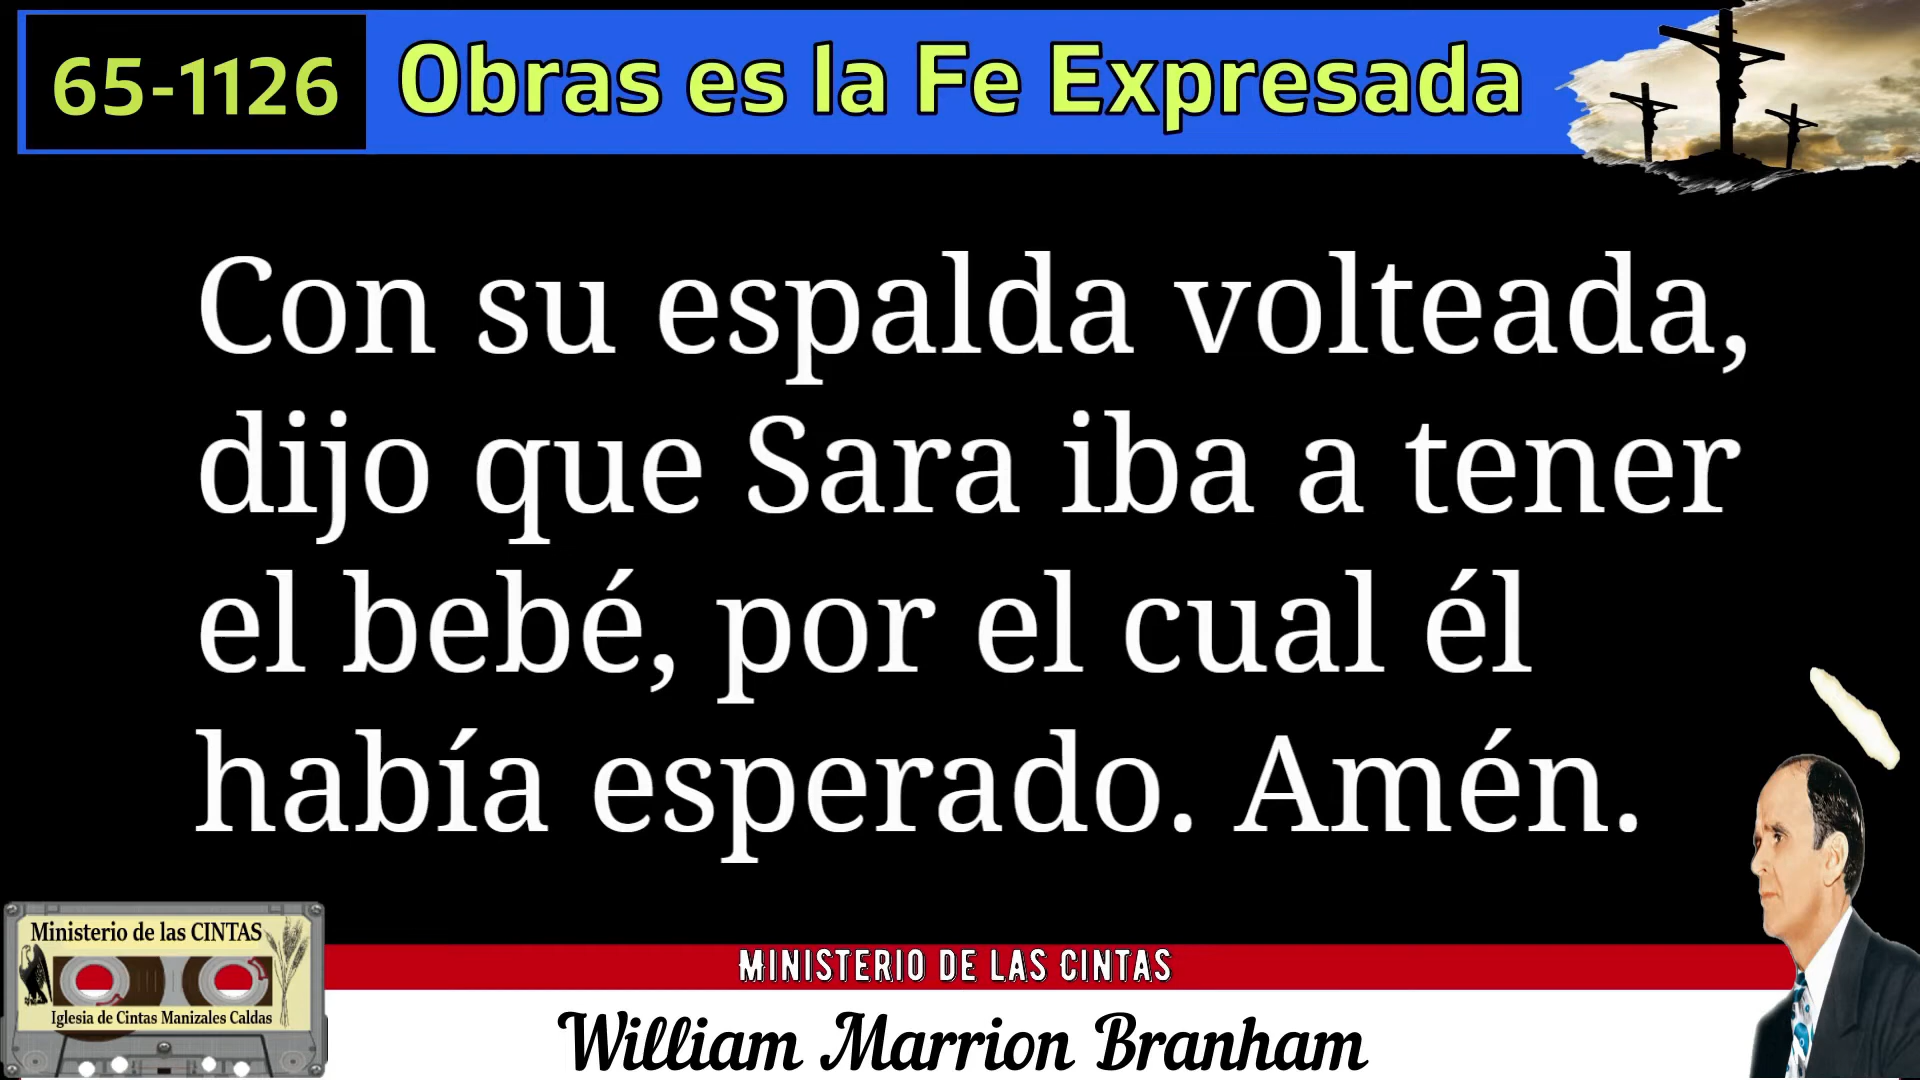 65-1126
Obras es la Fe Expresada
Con su espalda volteada,
dijo que Sara iba a tener
el bebé, por el cual él
había esperado. Amén.
Ministerio de las CINTAS
Iglesia de Cintas Manizales Caldas
MINISTERIO DE LAS CINTAS
William Marrion Branham